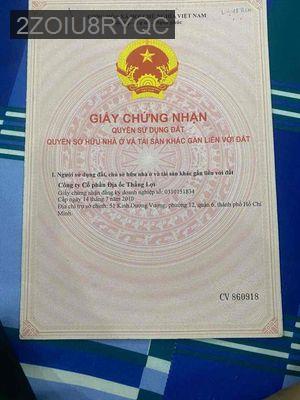 2ZOIU8RYQC
NGHĨA VIỆT NAM
GIẤY CHỨNG NHẬN
QUYỀN SỬ DỤNG ĐẤT
QUYỀN SỞ HỮU NHÀ Ở VÀ TÀI SẢN KHÁC GẮN LIỀN VỚI ĐẤT
I. Người sử dụng đất, chủ sở hữu nhà ở và tài sản khác gắn liền với đất
Công ty Cổ phần Địa ốc Thắng Lợi
Giấy chứng nhận đăng ký doanh nghiệp số: 0310151834
Cấp ngày 14 tháng 7 năm 2010
Địa chỉ trụ sở chính: 51 Kinh Dương Vương, phường 12, quận 6, thành phố Hồ Chí
Minh.
CV 860918